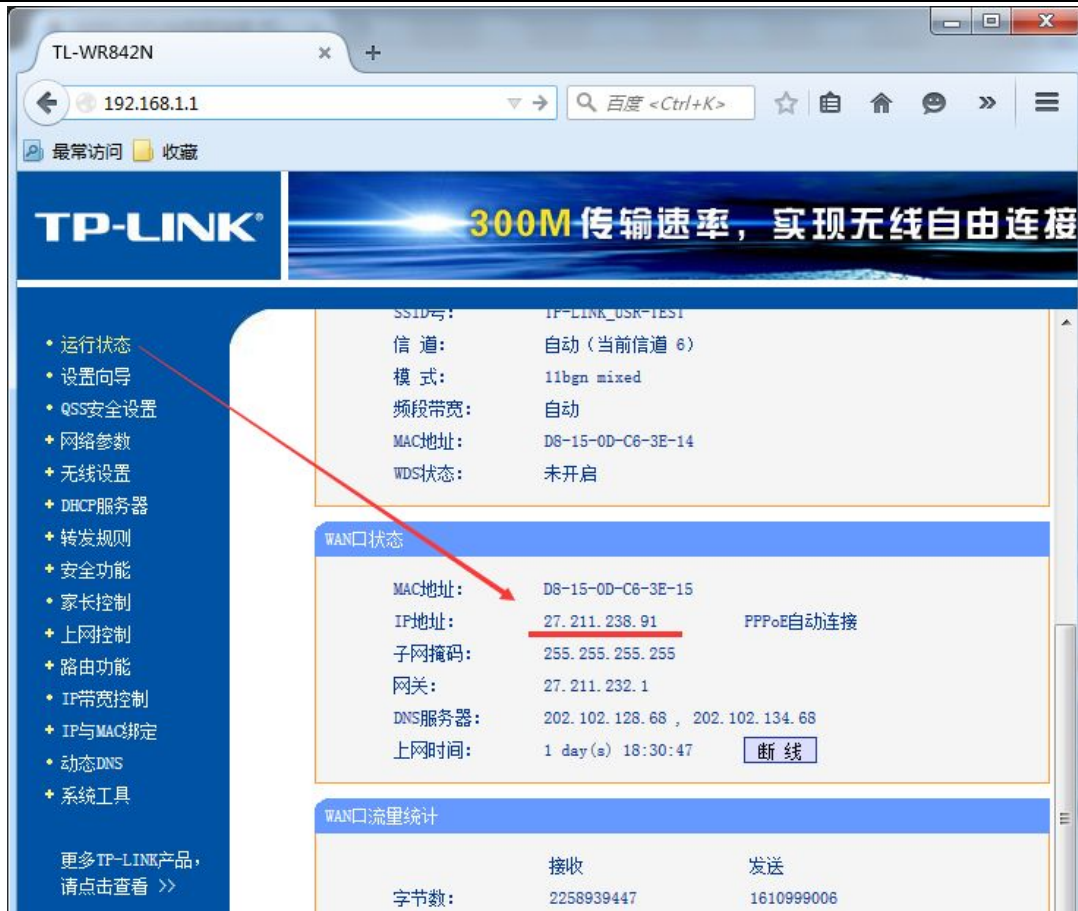 TL-WR842N
192.168.1.1
百度 <Ctrl+K>
最常访问 收藏
TP-LINK®
300M 传输速率，实现无线自由连接
运行状态
设置向导
QSS安全设置
网络参数
无线设置
DHCP服务器
转发规则
安全功能
家长控制
上网控制
路由功能
IP带宽控制
IP与MAC绑定
动态DNS
系统工具
更多TP-LINK产品，
请点击查看 >>
SSID号： TP-LINK_USR-TEST
信 道： 自动（当前信道 6）
模 式： 11bgn mixed
频段带宽： 自动
MAC地址： D8-15-0D-C6-3E-14
WDS状态： 未开启
WAN口状态
MAC地址： D8-15-0D-C6-3E-15
IP地址： 27.211.238.91 PPPoE自动连接
子网掩码： 255.255.255.255
网关： 27.211.232.1
DNS服务器： 202.102.128.68 , 202.102.134.68
上网时间： 1 day(s) 18:30:47 断 线
WAN口流量统计
接收 发送
字节数： 2258939447 1610999006